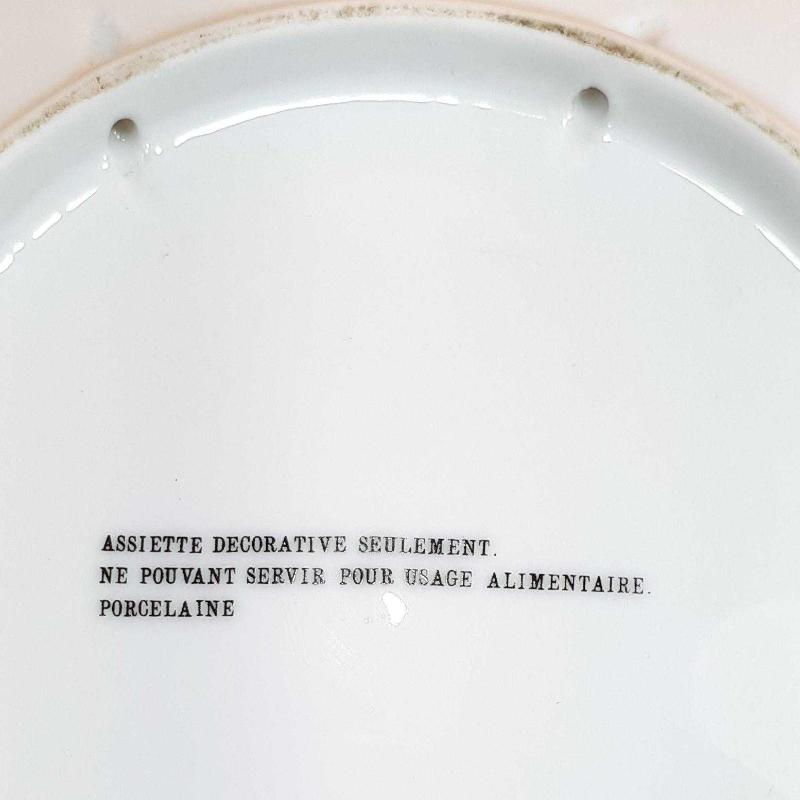 ASSIETTE DECORATIVE SEULEMENT.
NE POUVANT SERVIR POUR USAGE ALIMENTAIRE.
PORCELAINE